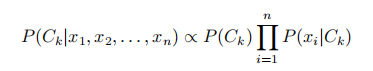 P(C_k|x_1, x_2, . . . , x_n) ∝ P(C_k) ∏_{i=1}^{n} P(x_i|C_k)